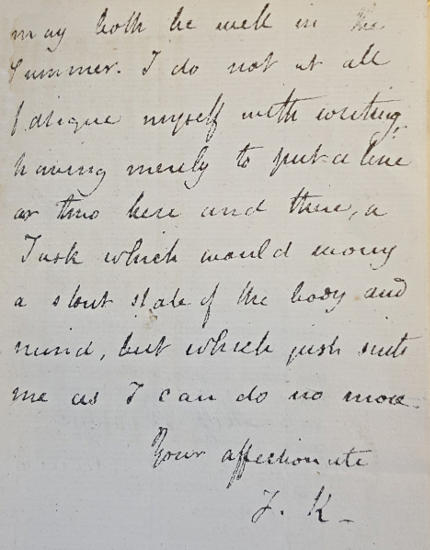 may both be well in the
Summer. I do not at all
fatigue myself with writing,
having merely to put a line
or two here and there, a
Task which would worry
a stout state of the body and
mind, but which just suits
me as I can do no more.
Your affectionate
J. K –